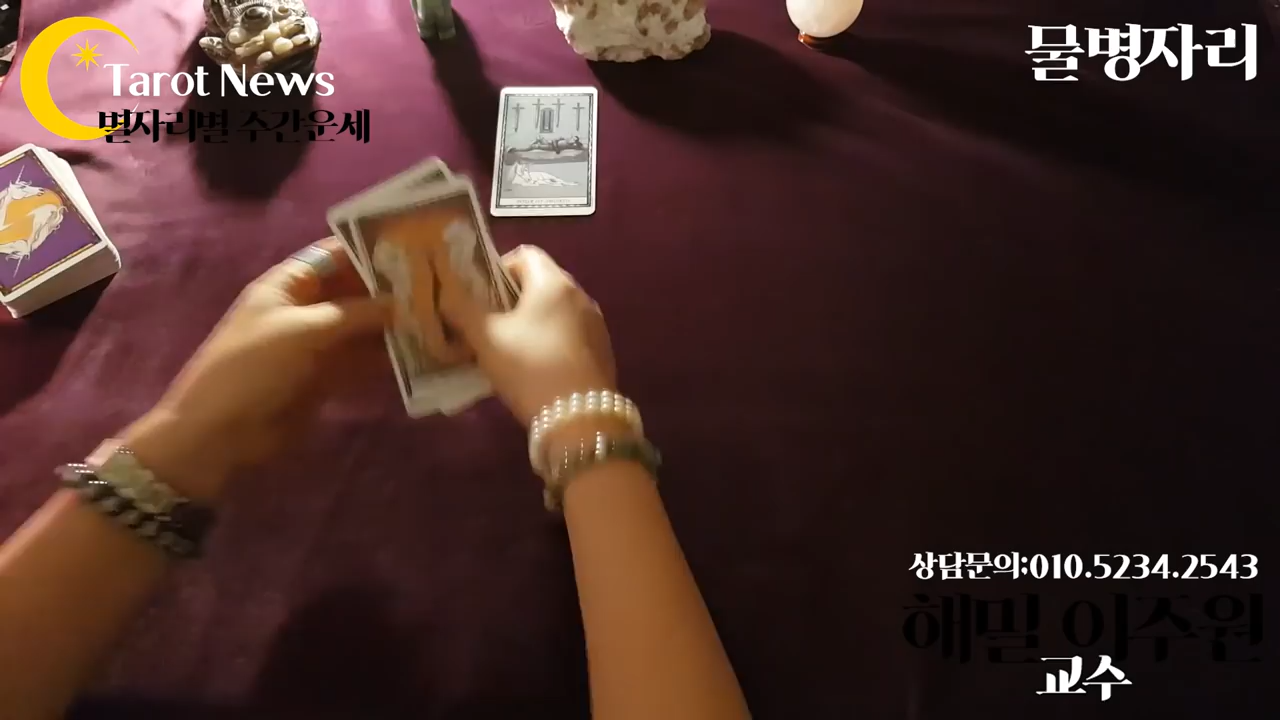 Tarot News
별자리별 주간운세
물병자리
상담문의:010.5234.2543
해밀 이주원
교수